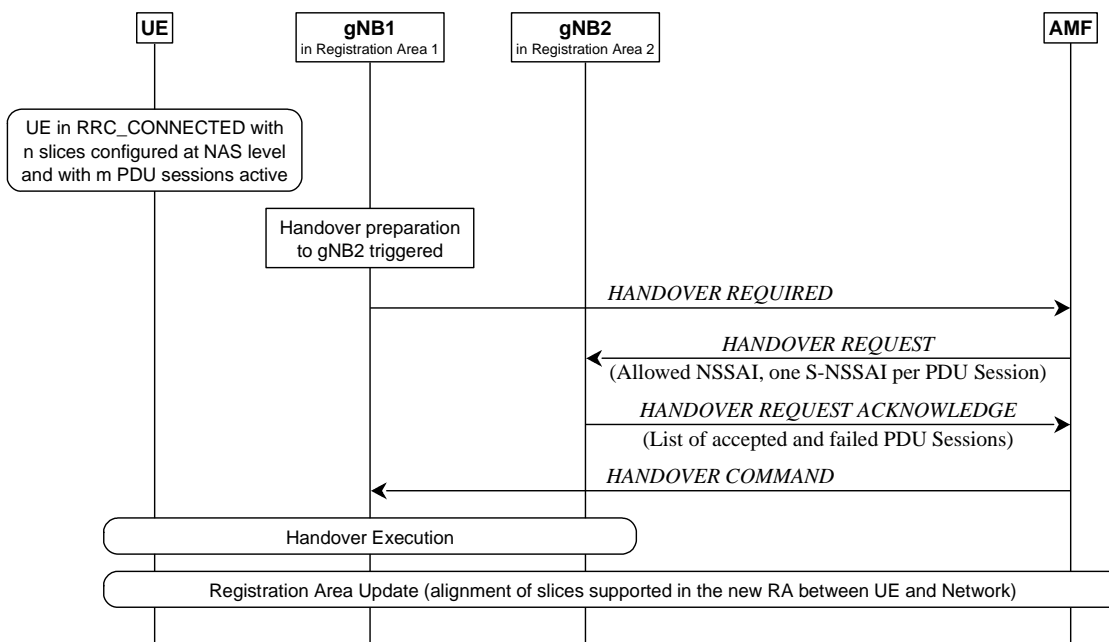 UE
gNB1
in Registration Area 1
gNB2
in Registration Area 2
AMF
UE in RRC_CONNECTED with
n slices configured at NAS level
and with m PDU sessions active
Handover preparation
to gNB2 triggered
HANDOVER REQUIRED
HANDOVER REQUEST
(Allowed NSSAI, one S-NSSAI per PDU Session)
HANDOVER REQUEST ACKNOWLEDGE
(List of accepted and failed PDU Sessions)
HANDOVER COMMAND
Handover Execution
Registration Area Update (alignment of slices supported in the new RA between UE and Network)